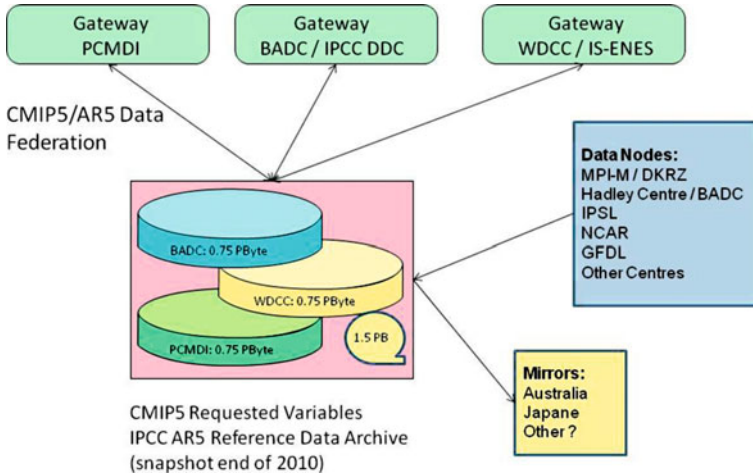 Gateway
PCMDI
Gateway
BADC / IPCC DDC
Gateway
WDCC / IS-ENES
CMIP5/AR5 Data
Federation
Data Nodes:
MPI-M / DKRZ
Hadley Centre / BADC
IPSL
NCAR
GFDL
Other Centres
BADC: 0.75 PByte
WDCC: 0.75 PByte
PCMDI: 0.75 PByte
1.5 PB
Mirrors:
Australia
Japane
Other ?
CMIP5 Requested Variables
IPCC AR5 Reference Data Archive
(snapshot end of 2010)